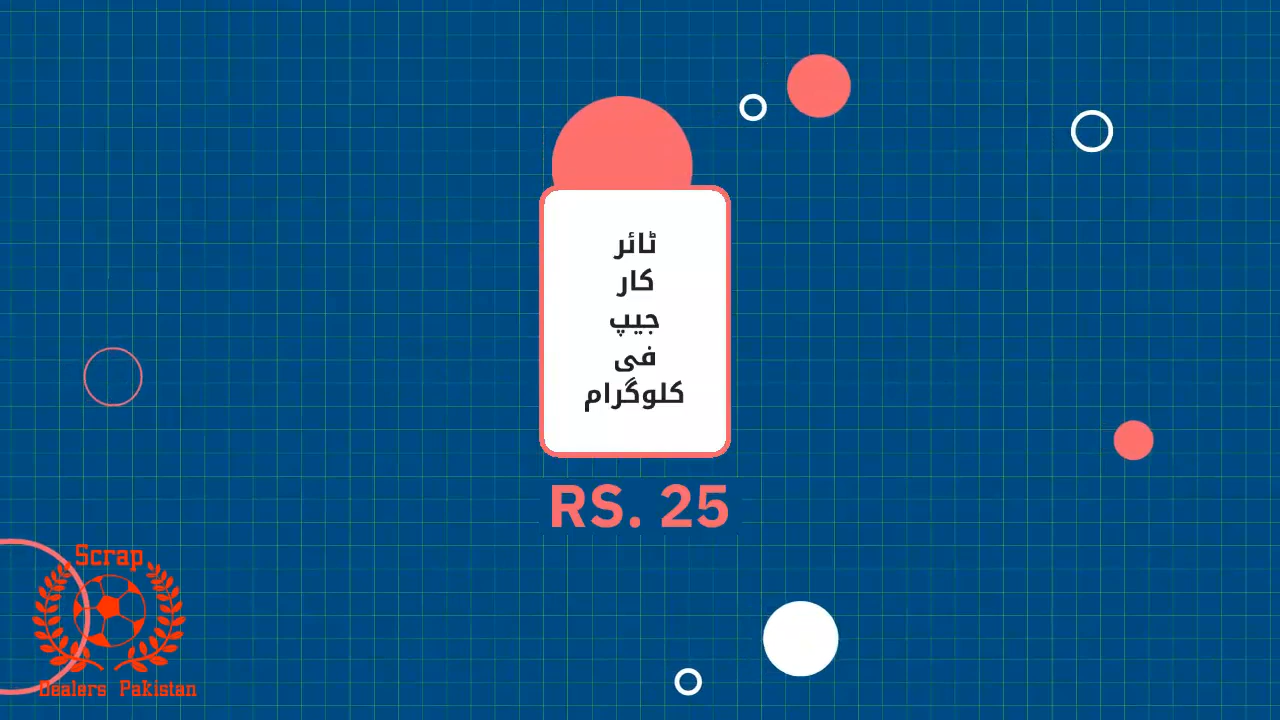 ٹائر
کار
جیپ
فی
کلوگرام
RS. 25
Scrap
Dealers Pakistan